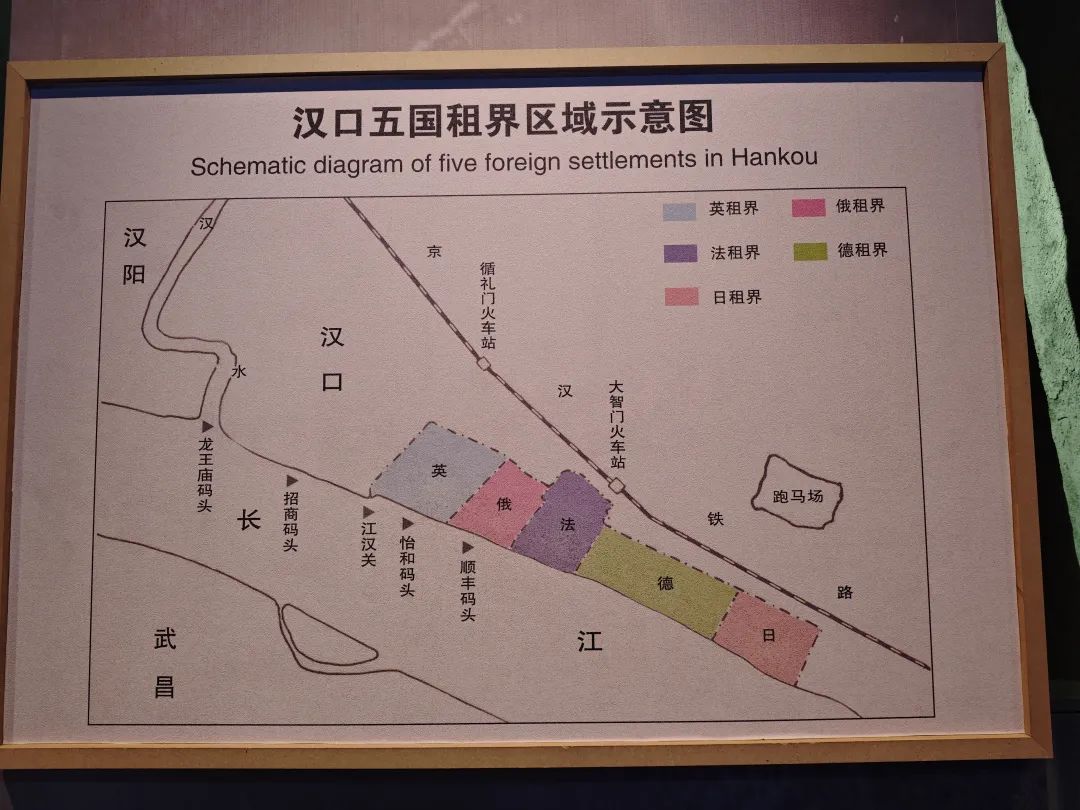 汉口五国租界区域示意图
Schematic diagram of five foreign settlements in Hankou
英租界
俄租界
法租界
德租界
日租界
汉阳
汉水
汉口
京汉铁路
循礼门火车站
大智门火车站
跑马场
英
俄
法
德
日
龙王庙码头
招商码头
江汉关
怡和码头
顺丰码头
长江
武昌